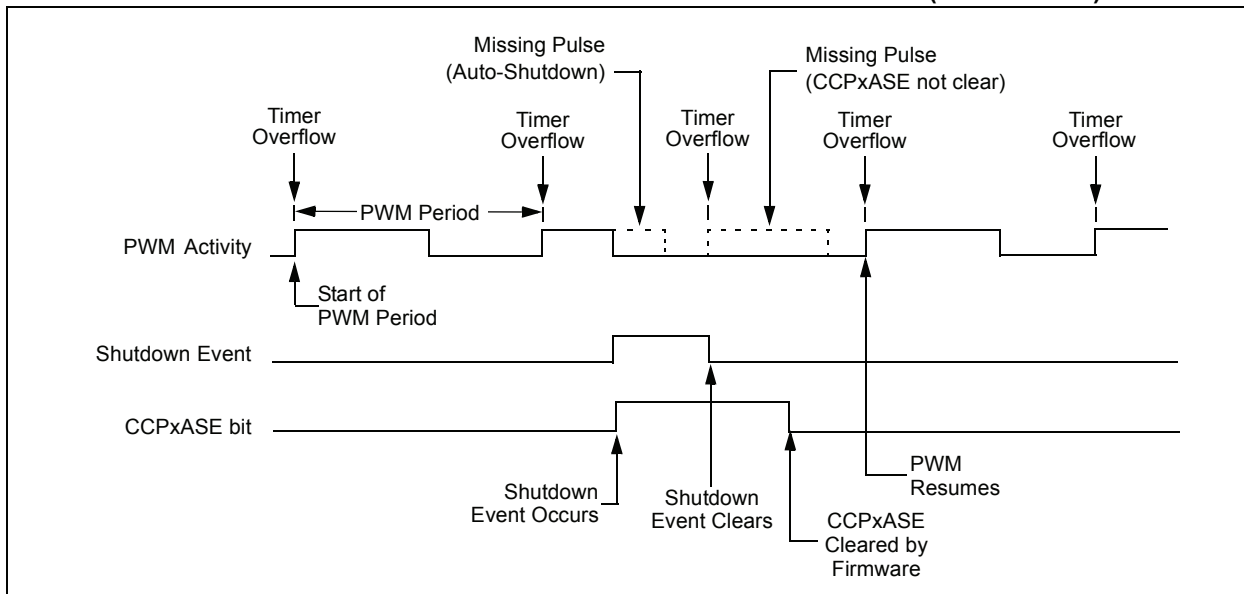 Missing Pulse
(Auto-Shutdown)
Missing Pulse
(CCPxASE not clear)
Timer
Overflow
Timer
Overflow
Timer
Overflow
Timer
Overflow
Timer
Overflow
PWM Period
PWM Activity
Start of
PWM Period
Shutdown Event
CCPxASE bit
Shutdown
Event Occurs
Shutdown
Event Clears
CCPxASE
Cleared by
Firmware
PWM
Resumes